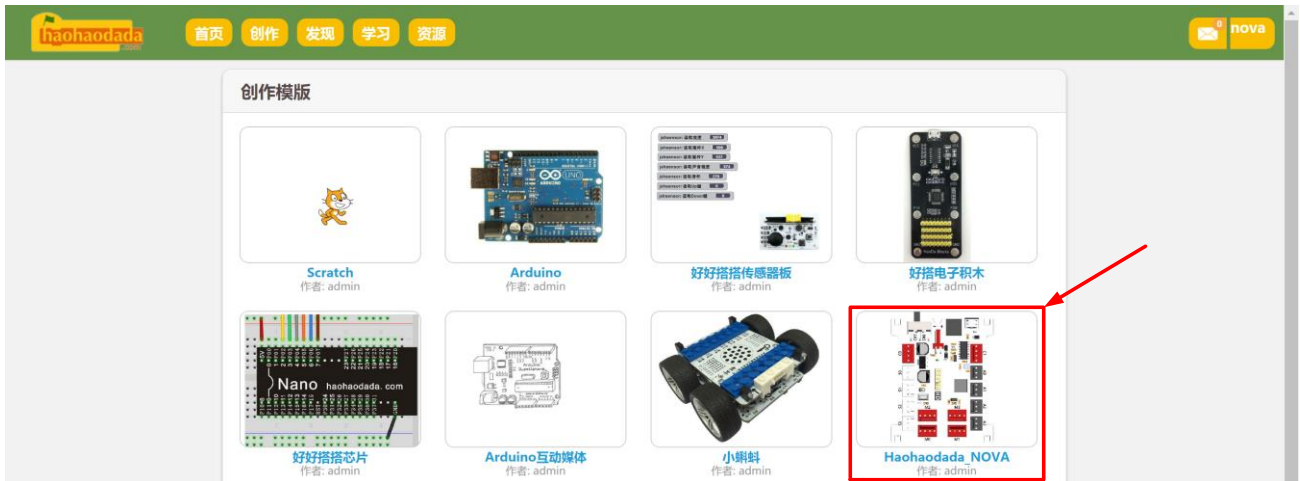 haohaodada
.com
首页 创作 发现 学习 资源
0
nova
创作模版
Scratch
作者: admin
UNO
ARDUINO
Arduino
作者: admin
好好搭搭传感器板
作者: admin
好搭电子积木
作者: admin
Nano haohaodada.com
好好搭搭芯片
作者: admin
Arduino互动媒体
作者: admin
小蝌蚪
作者: admin
Haohaodada_NOVA
作者: admin